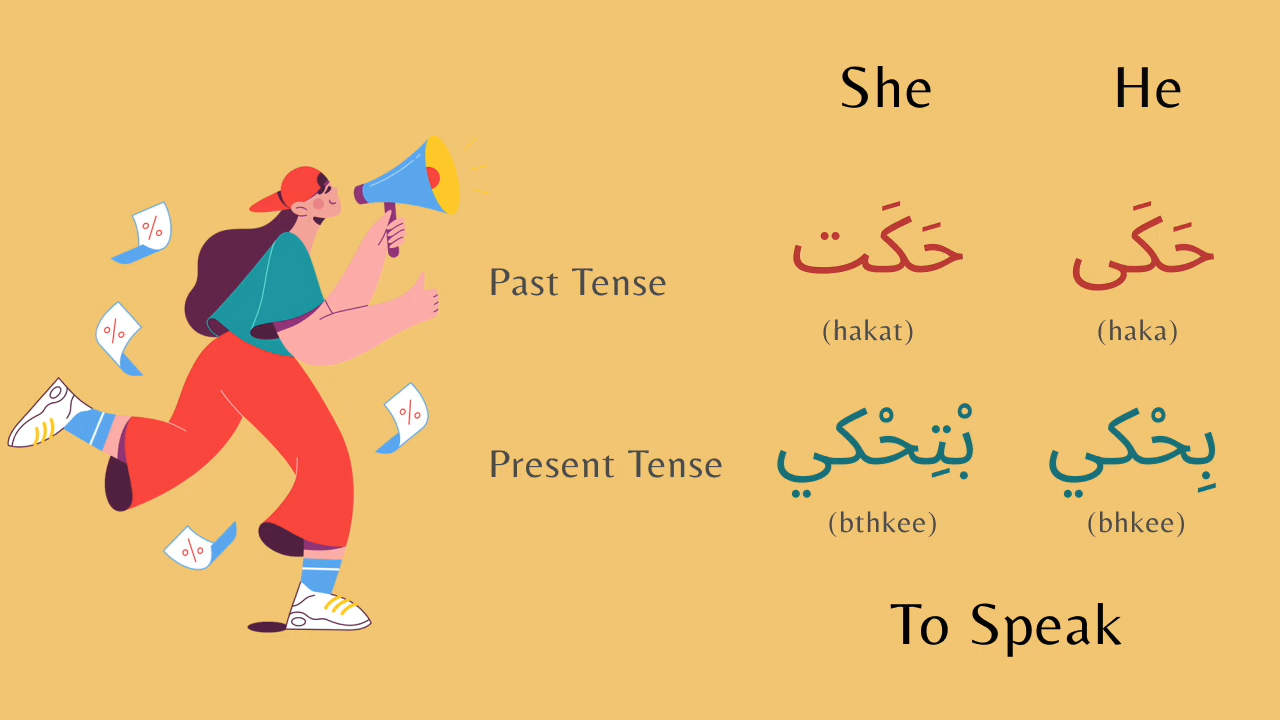 She He
حَكَت حَكَى
Past Tense
(hakat) (haka)
بْتِحْكي بِحْكي
Present Tense
(bthkee) (bhkee)
To Speak
%
%
%
%